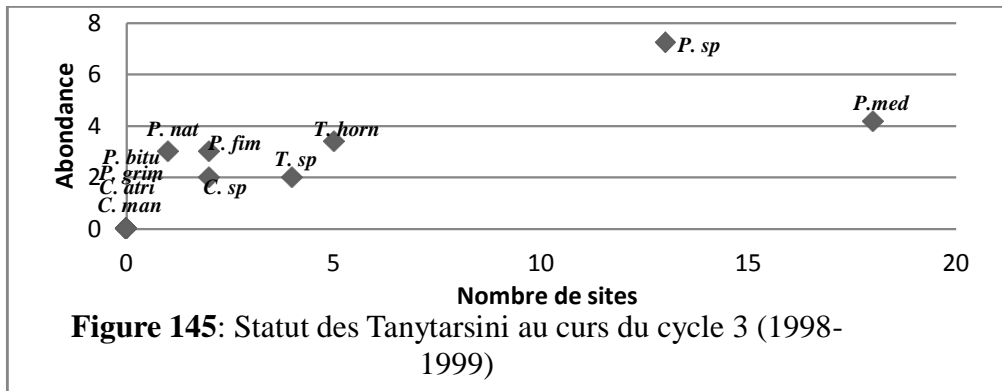 8
6
4
2
0
Abondance
P. sp
P.med
P. nat
P. fim
T. horn
P. bitu
T. sp
P. grim
C. atri
C. sp
C. man
0 5 10 15 20
Nombre de sites
Figure 145: Statut des Tanytarsini au curs du cycle 3 (1998-
1999)